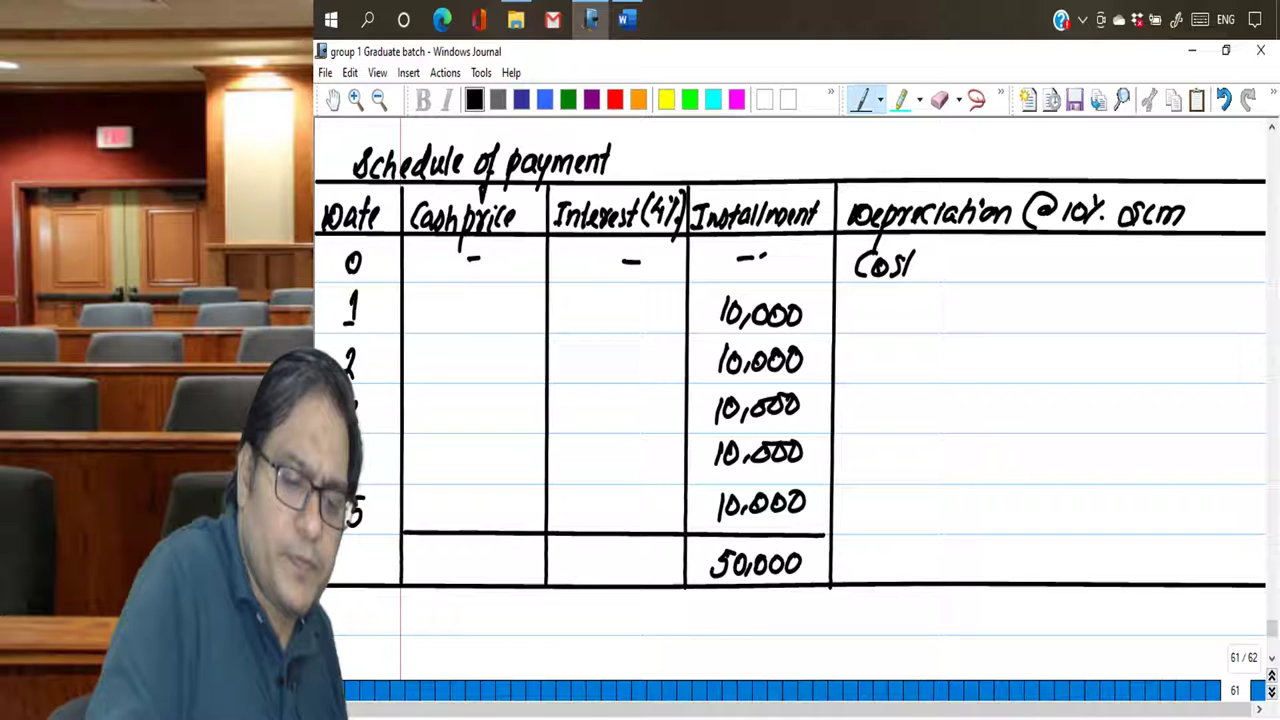 ENG
group 1 Graduate batch - Windows Journal
File Edit View Insert Actions Tools Help
B I
Schedule of payment
Date Cash price Interest (4%) Installment Depreciation @ 10% OSCM
0 - - - Cost
1 10,000
2 10,000
10,000
10,000
5 10,000
50,000
61 / 62
61